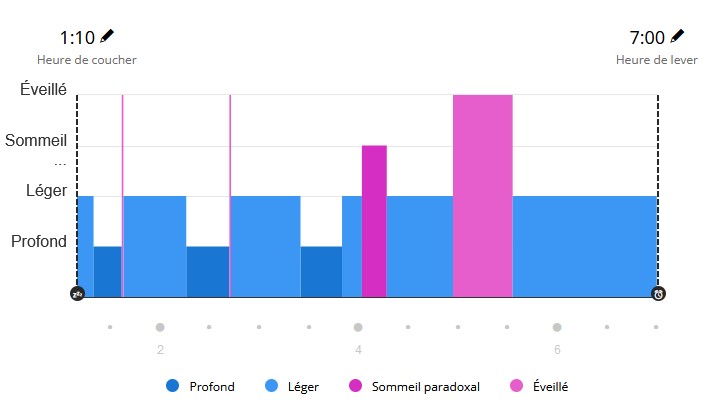 1:10
7:00
Heure de coucher
Heure de lever
Éveillé
Sommeil
...
Léger
Profond
zzz
2
4
6
Profond
Léger
Sommeil paradoxal
Éveillé